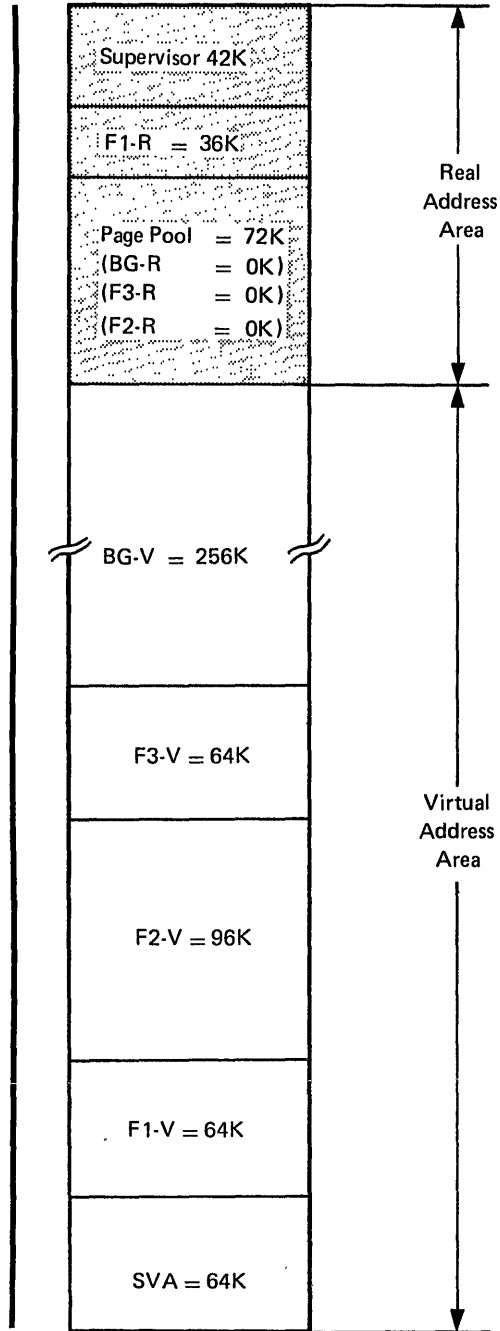 Supervisor 42K
F1-R = 36K
Real
Address
Area
Page Pool = 72K
(BG-R = 0K)
(F3-R = 0K)
(F2-R = 0K)
BG-V = 256K
F3-V = 64K
Virtual
Address
Area
F2-V = 96K
F1-V = 64K
SVA = 64K